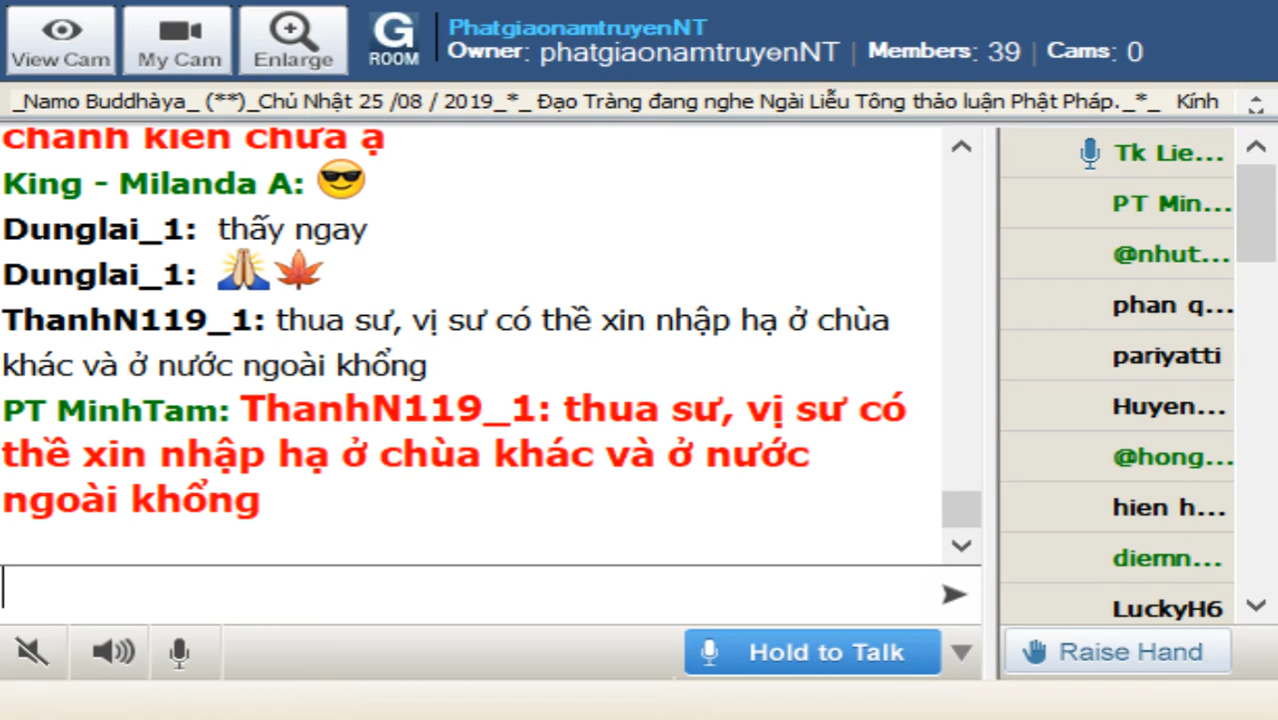 View Cam
My Cam
Enlarge
G
ROOM
PhatgiaonamtruyenNT
Owner: phatgiaonamtruyenNT | Members: 39 | Cams: 0
_Namo Buddhàya_ (**)_Chủ Nhật 25 /08 / 2019_*_ Đạo Tràng đang nghe Ngài Liễu Tông thảo luận Phật Pháp._*_ Kính
chánh kiến chưa ạ
King - Milanda A:
Dunglai_1: thấy ngay
Dunglai_1:
ThanhN119_1: thua sư, vị sư có thề xin nhập hạ ở chùa
khác và ở nước ngoài khổng
PT MinhTam: ThanhN119_1: thua sư, vị sư có
thề xin nhập hạ ở chùa khác và ở nước
ngoài khổng
Tk Lie...
PT Min...
@nhut...
phan q...
pariyatti
Huyen...
@hong...
hien h...
diemn...
LuckyH6
Hold to Talk
Raise Hand